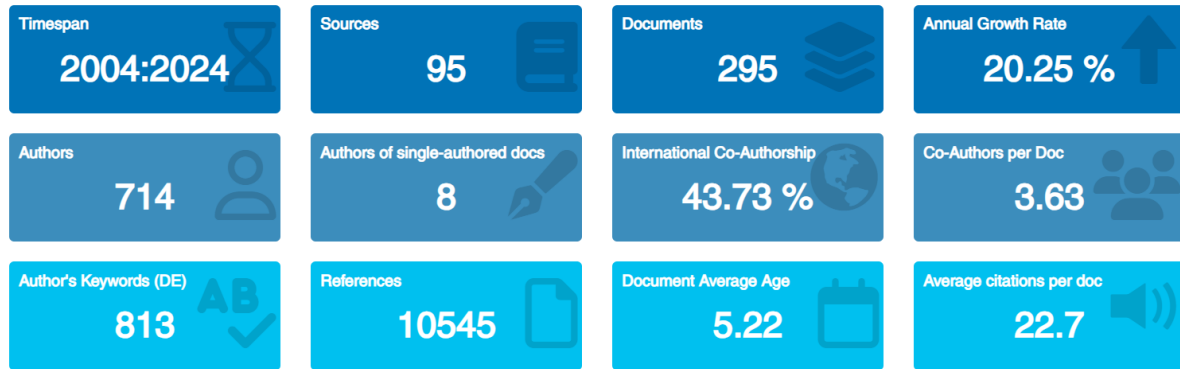 Timespan
2004:2024
Sources
95
Documents
295
Annual Growth Rate
20.25 %
Authors
714
Authors of single-authored docs
8
International Co-Authorship
43.73 %
Co-Authors per Doc
3.63
Author's Keywords (DE)
813
AB
References
10545
Document Average Age
5.22
Average citations per doc
22.7